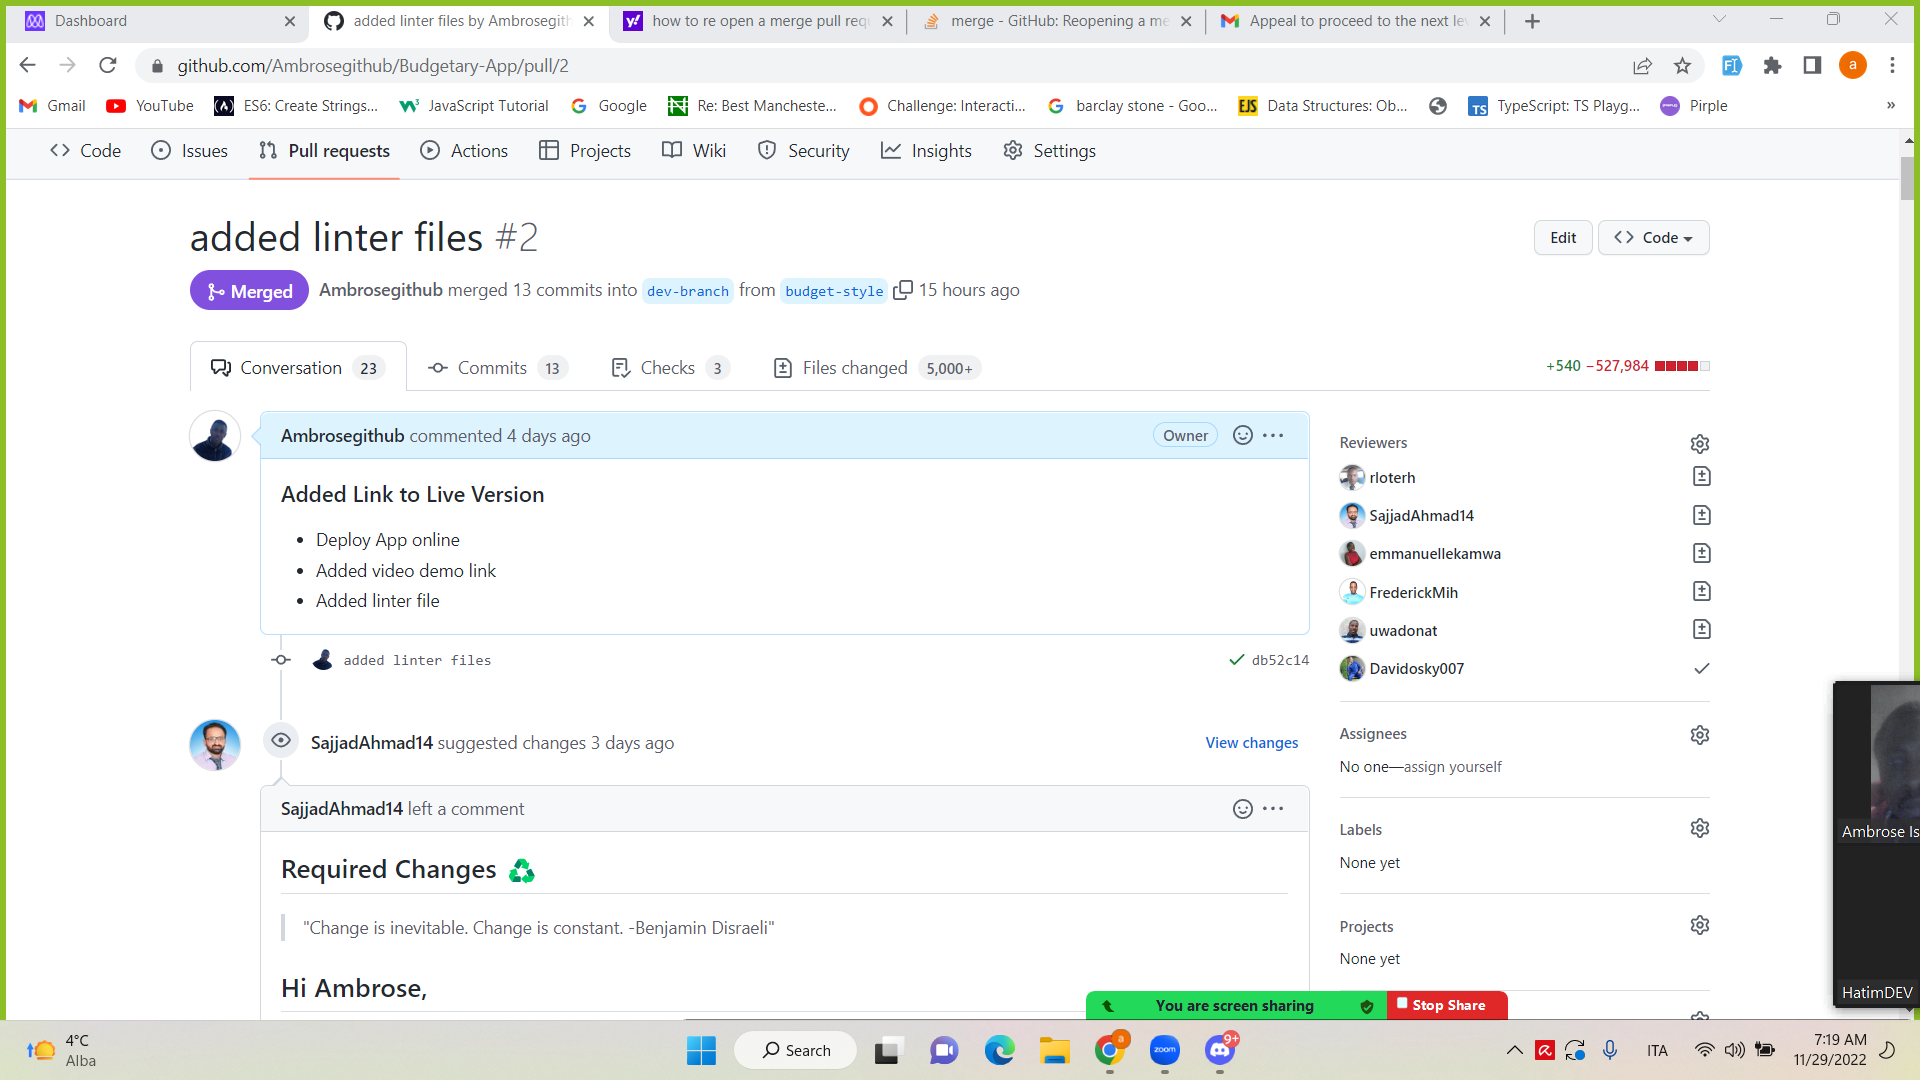 Dashboard
added linter files by Ambrosegith
how to re open a merge pull requ
merge - GitHub: Reopening a me
Appeal to proceed to the next lev
github.com/Ambrosegithub/Budgetary-App/pull/2
a
Gmail
YouTube
ES6: Create Strings...
JavaScript Tutorial
Google
Re: Best Mancheste...
Challenge: Interacti...
barclay stone - Goo...
EJS
Data Structures: Ob...
TS
TypeScript: TS Playg...
Pirple
»
Code
Issues
Pull requests
Actions
Projects
Wiki
Security
Insights
Settings
added linter files #2
Edit
Code
Merged
Ambrosegithub merged 13 commits into dev-branch from budget-style 15 hours ago
Conversation 23
Commits 13
Checks 3
Files changed 5,000+
+540 −527,984
Ambrosegithub commented 4 days ago
Owner
Added Link to Live Version
• Deploy App online
• Added video demo link
• Added linter file
added linter files
db52c14
SajjadAhmad14 suggested changes 3 days ago
View changes
SajjadAhmad14 left a comment
Required Changes
"Change is inevitable. Change is constant. -Benjamin Disraeli"
Hi Ambrose,
Reviewers
rloterh
SajjadAhmad14
emmanuellekamwa
FrederickMih
uwadonat
Davidosky007
Assignees
No one—assign yourself
Labels
None yet
Projects
None yet
Ambrose Is
HatimDEV
You are screen sharing
Stop Share
4°C
Alba
Search
a
zoom
9+
ITA
7:19 AM
11/29/2022